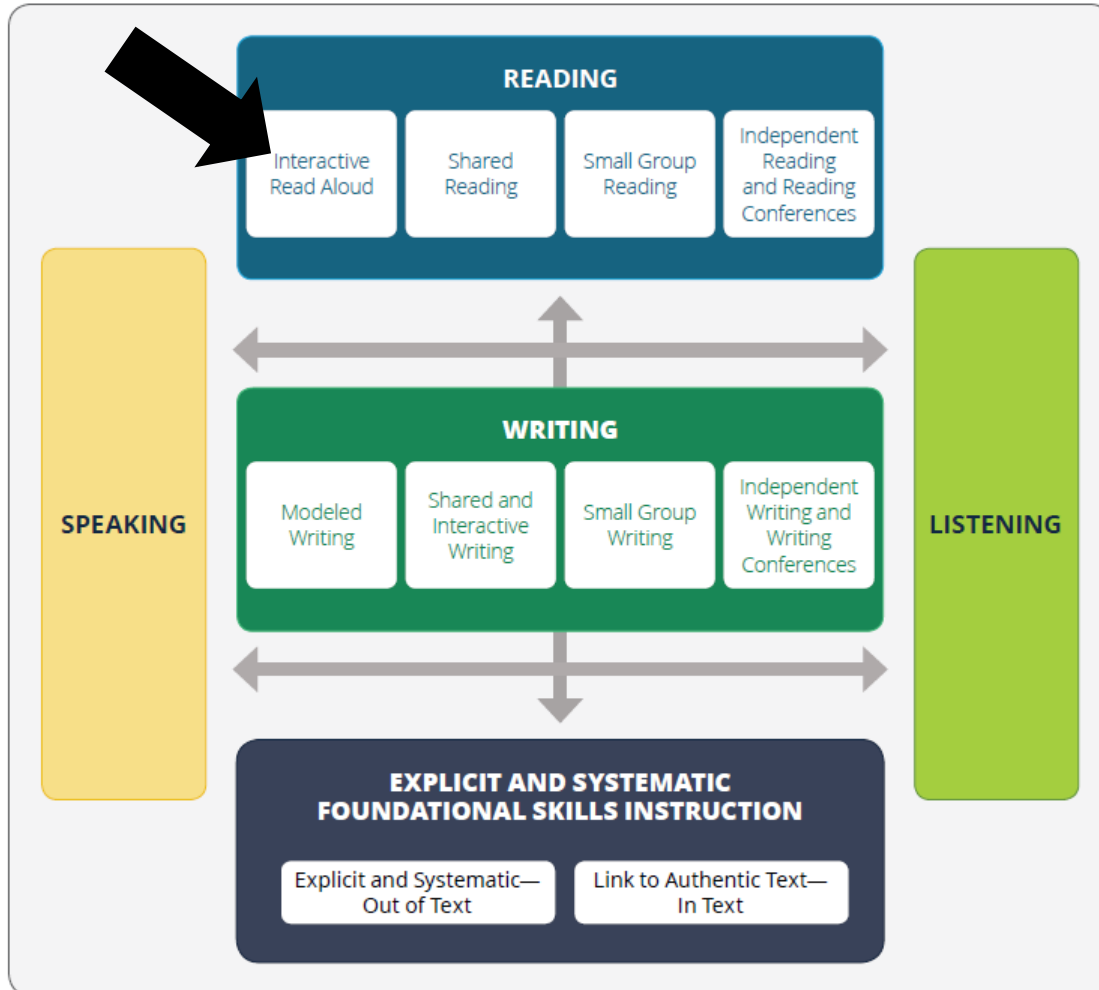 READING
Interactive
Read Aloud
Shared
Reading
Small Group
Reading
Independent
Reading
and Reading
Conferences
WRITING
Modeled
Writing
Shared and
Interactive
Writing
Small Group
Writing
Independent
Writing and
Writing
Conferences
SPEAKING
LISTENING
EXPLICIT AND SYSTEMATIC
FOUNDATIONAL SKILLS INSTRUCTION
Explicit and Systematic—
Out of Text
Link to Authentic Text—
In Text